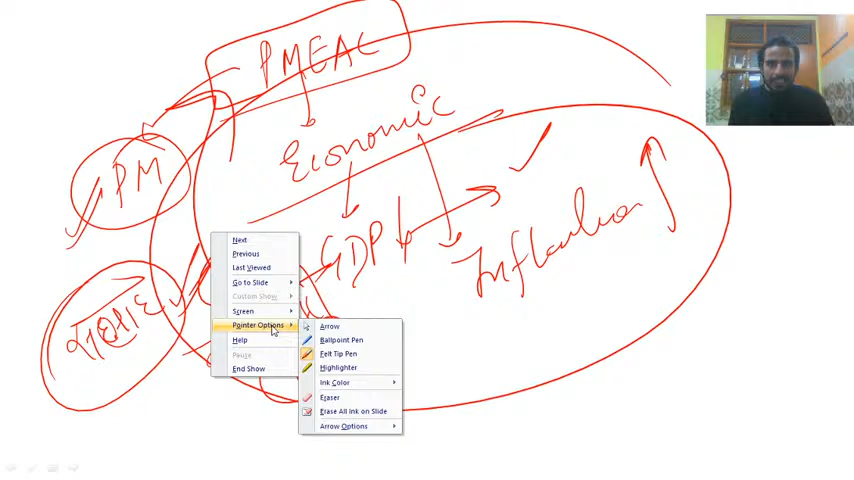 PMEAC
Economic
PM
GDP
Inflation
Next
Previous
Last Viewed
Go to Slide
Custom Show
Screen
Pointer Options
Help
Pause
End Show
Arrow
Ballpoint Pen
Felt Tip Pen
Highlighter
Ink Color
Eraser
Erase All Ink on Slide
Arrow Options